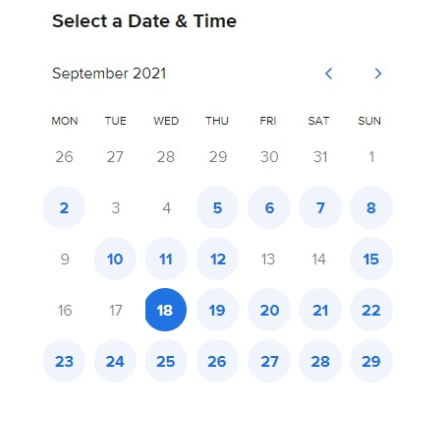 Select a Date & Time
September 2021
MON TUE WED THU FRI SAT SUN
26 27 28 29 30 31 1
2 3 4 5 6 7 8
9 10 11 12 13 14 15
16 17 18 19 20 21 22
23 24 25 26 27 28 29